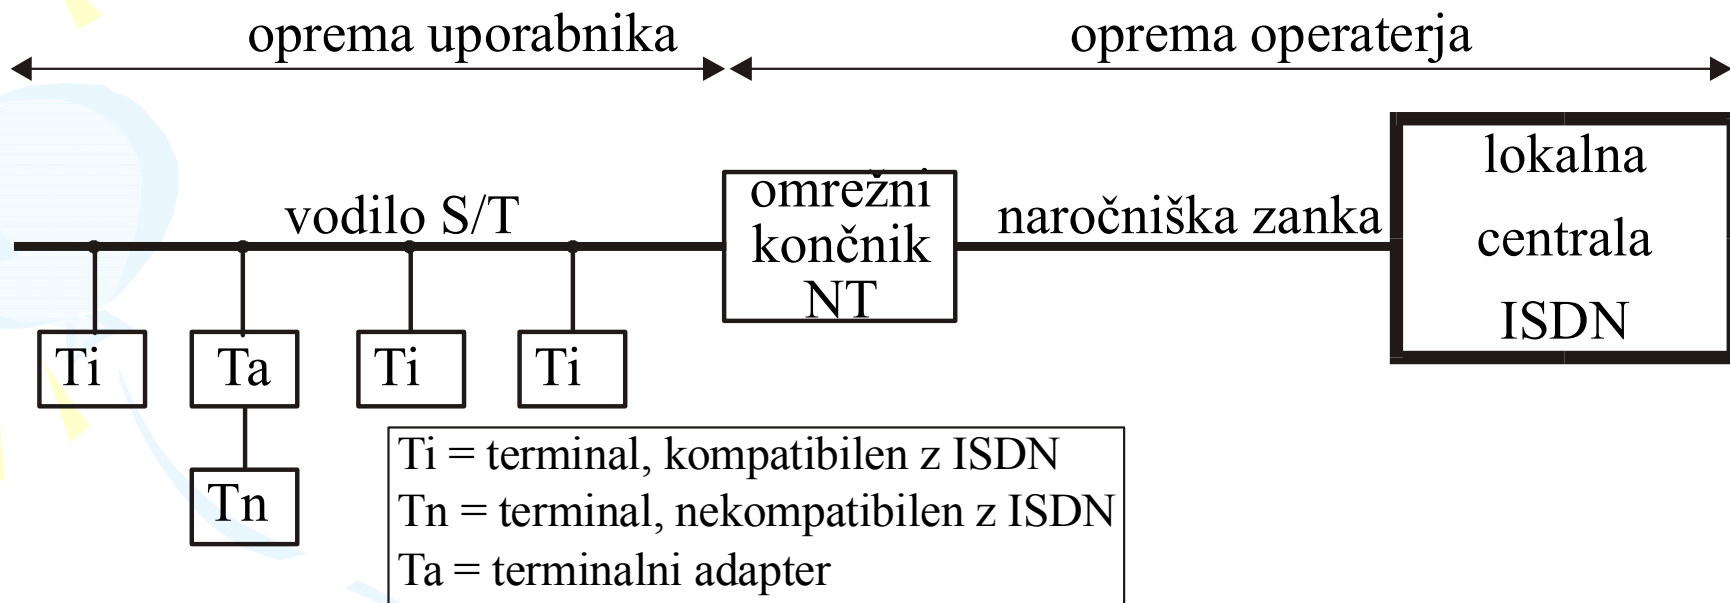 oprema uporabnika
oprema operaterja
vodilo S/T
omrežni
končnik
NT
naročniška zanka
lokalna
centrala
ISDN
Ti
Ta
Ti
Ti
Tn
Ti = terminal, kompatibilen z ISDN
Tn = terminal, nekompatibilen z ISDN
Ta = terminalni adapter